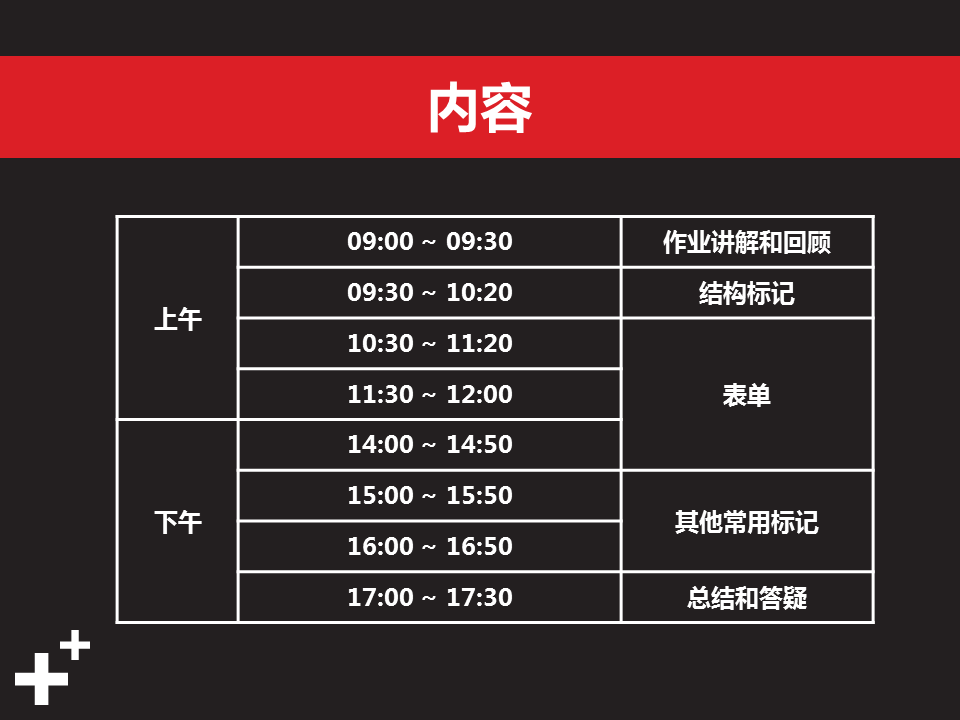 内容
上午
09:00 ~ 09:30
作业讲解和回顾
09:30 ~ 10:20
结构标记
10:30 ~ 11:20
表单
11:30 ~ 12:00
下午
14:00 ~ 14:50
15:00 ~ 15:50
其他常用标记
16:00 ~ 16:50
17:00 ~ 17:30
总结和答疑